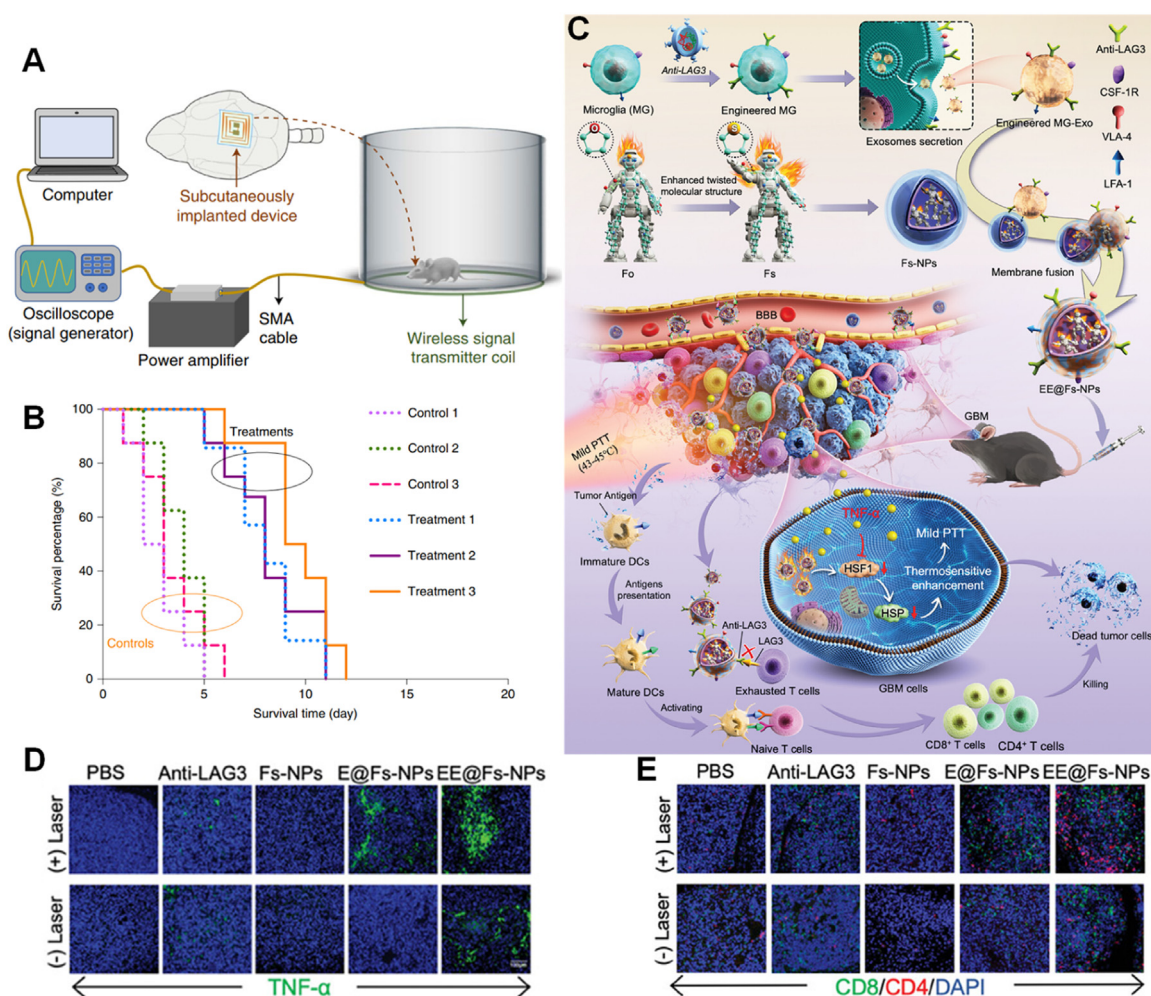 A
Computer
Subcutaneously
implanted device
Oscilloscope
(signal generator)
Power amplifier
SMA
cable
Wireless signal
transmitter coil
B
Survival percentage (%)
100
80
60
40
20
0
0
5
10
15
20
Survival time (day)
Treatments
Controls
Control 1
Control 2
Control 3
Treatment 1
Treatment 2
Treatment 3
C
Microglia (MG)
Anti-LAG3
Engineered MG
Exosomes secretion
Engineered MG-Exo
Anti-LAG3
CSF-1R
VLA-4
LFA-1
O
Fo
Enhanced twisted
molecular structure
S
Fs
Fs-NPs
Membrane fusion
EE@Fs-NPs
BBB
GBM
Mild PTT
(43-45°C)
Tumor Antigen
Immature DCs
Antigens
presentation
Mature DCs
Activating
TNF-α
HSF1
HSP
Mild PTT
Thermosensitive
enhancement
GBM cells
Anti-LAG3
LAG3
Exhausted T cells
Naive T cells
CD8+ T cells
CD4+ T cells
Killing
Dead tumor cells
D
PBS
Anti-LAG3
Fs-NPs
E@Fs-NPs
EE@Fs-NPs
(+) Laser
(-) Laser
TNF-α
E
PBS
Anti-LAG3
Fs-NPs
E@Fs-NPs
EE@Fs-NPs
(+) Laser
(-) Laser
CD8/CD4/DAPI